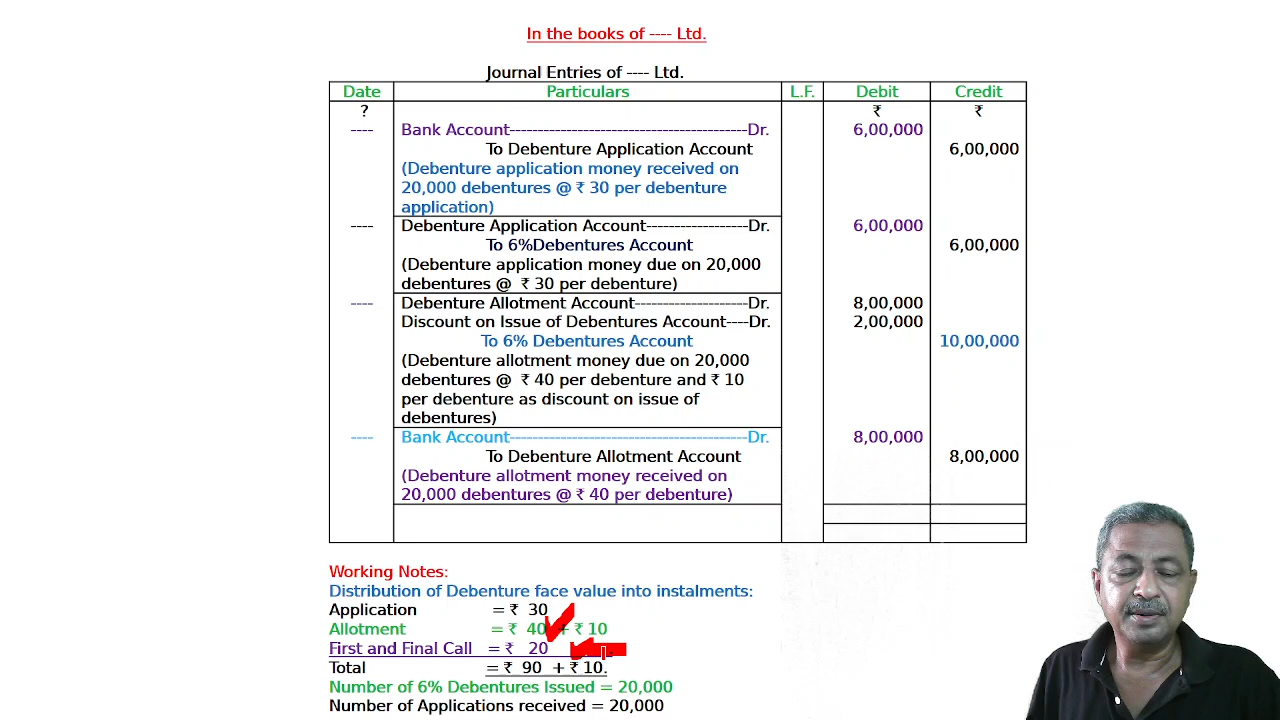 In the books of ---- Ltd.
Journal Entries of ---- Ltd.
Date Particulars L.F. Debit Credit
? ₹ ₹
---- Bank Account-------------------------------------------Dr. 6,00,000
To Debenture Application Account 6,00,000
(Debenture application money received on
20,000 debentures @ ₹ 30 per debenture
application)
---- Debenture Application Account------------------Dr. 6,00,000
To 6%Debentures Account 6,00,000
(Debenture application money due on 20,000
debentures @ ₹ 30 per debenture)
---- Debenture Allotment Account--------------------Dr. 8,00,000
Discount on Issue of Debentures Account----Dr. 2,00,000
To 6% Debentures Account 10,00,000
(Debenture allotment money due on 20,000
debentures @ ₹ 40 per debenture and ₹ 10
per debenture as discount on issue of
debentures)
---- Bank Account-------------------------------------------Dr. 8,00,000
To Debenture Allotment Account 8,00,000
(Debenture allotment money received on
20,000 debentures @ ₹ 40 per debenture)
Working Notes:
Distribution of Debenture face value into instalments:
Application = ₹ 30
Allotment = ₹ 40 + ₹ 10
First and Final Call = ₹ 20
Total = ₹ 90 + ₹ 10.
Number of 6% Debentures Issued = 20,000
Number of Applications received = 20,000